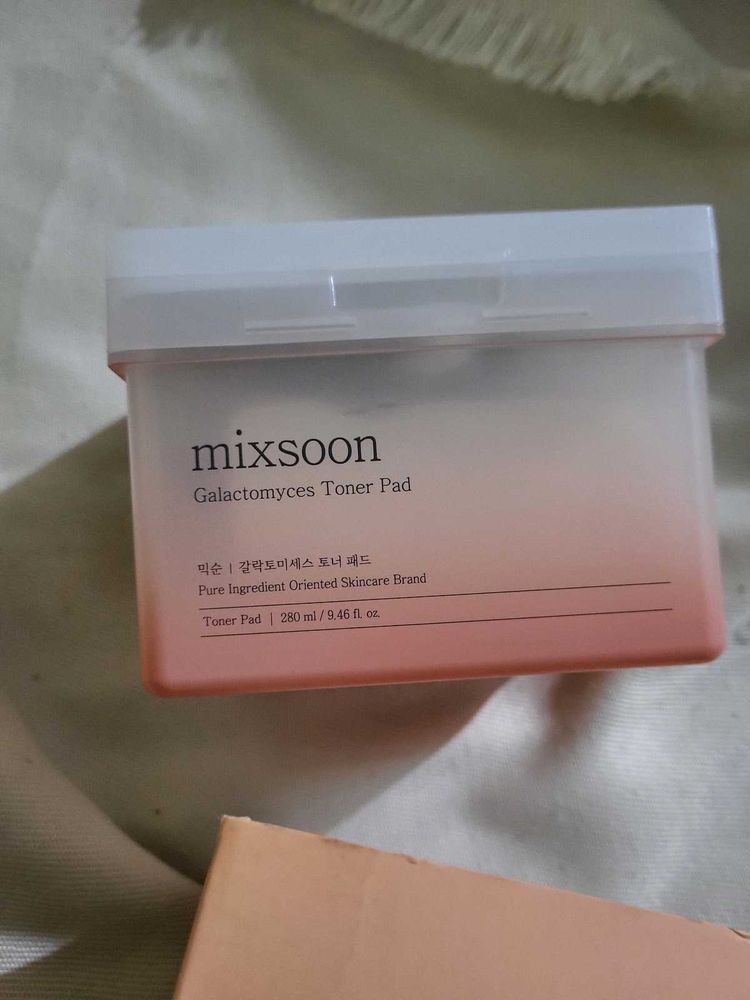 mixsoon
Galactomyces Toner Pad
믹순 | 갈락토미세스 토너 패드
Pure Ingredient Oriented Skincare Brand
Toner Pad | 280 ml / 9.46 fl. oz.